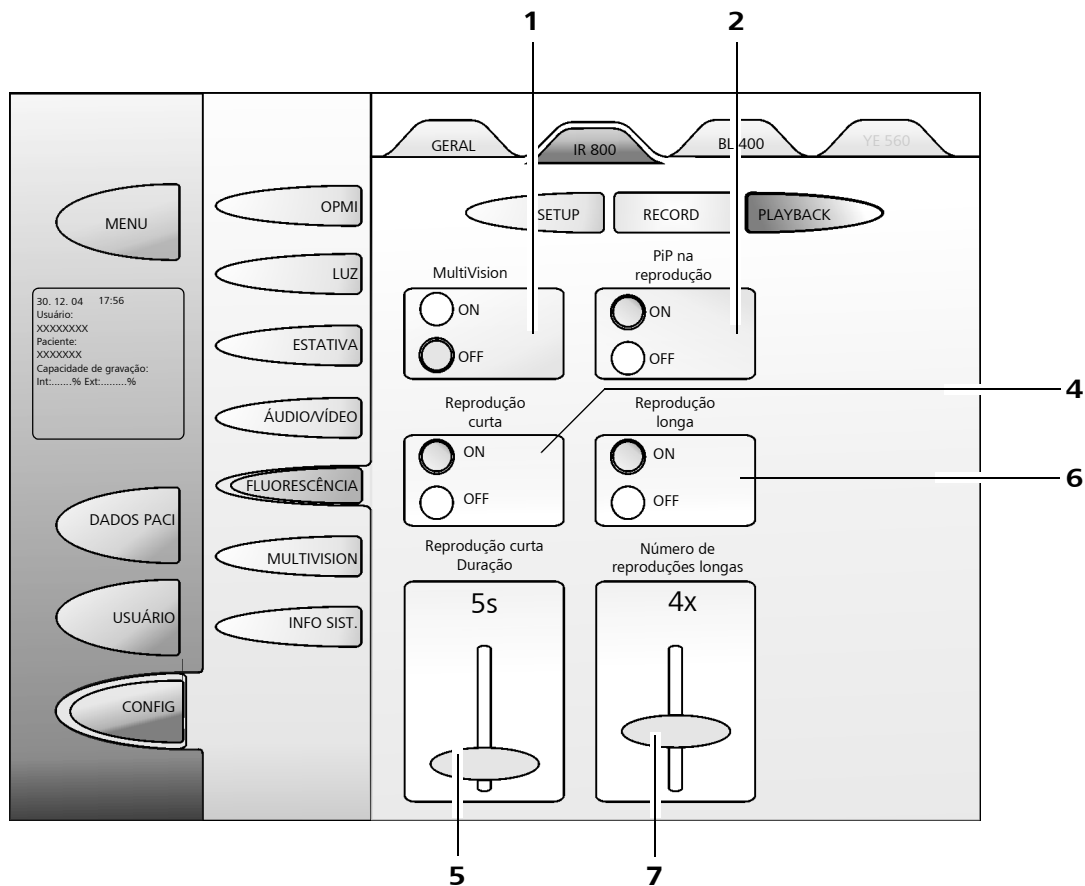 1 2
GERAL IR 800 BL 400 YE 560
MENU
OPMI
SETUP RECORD PLAYBACK
LUZ
MultiVision
PiP na
reprodução
30. 12. 04 17:56
Usuário:
XXXXXXXX
Paciente:
XXXXXXX
Capacidade de gravação:
Int:.......% Ext:.........%
ON
OFF
ON
OFF
ESTATIVA
4
Reprodução
curta
Reprodução
longa
ÁUDIO/VÍDEO
ON
OFF
ON
OFF
6
FLUORESCÊNCIA
DADOS PACI
MULTIVISION
Reprodução curta
Duração
Número de
reproduções longas
5s
4x
USUÁRIO
INFO SIST.
CONFIG
5 7